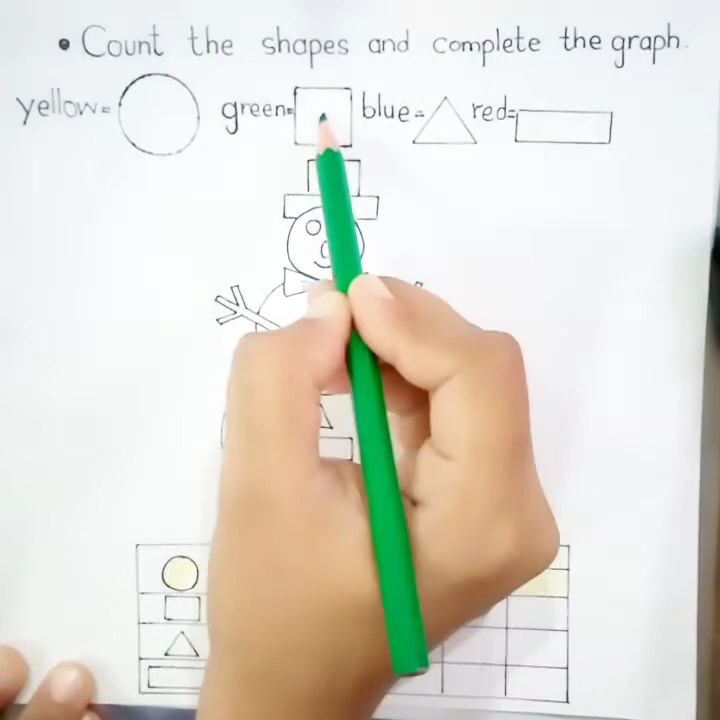 • Count the shapes and complete the graph.
yellow= green= blue= red=